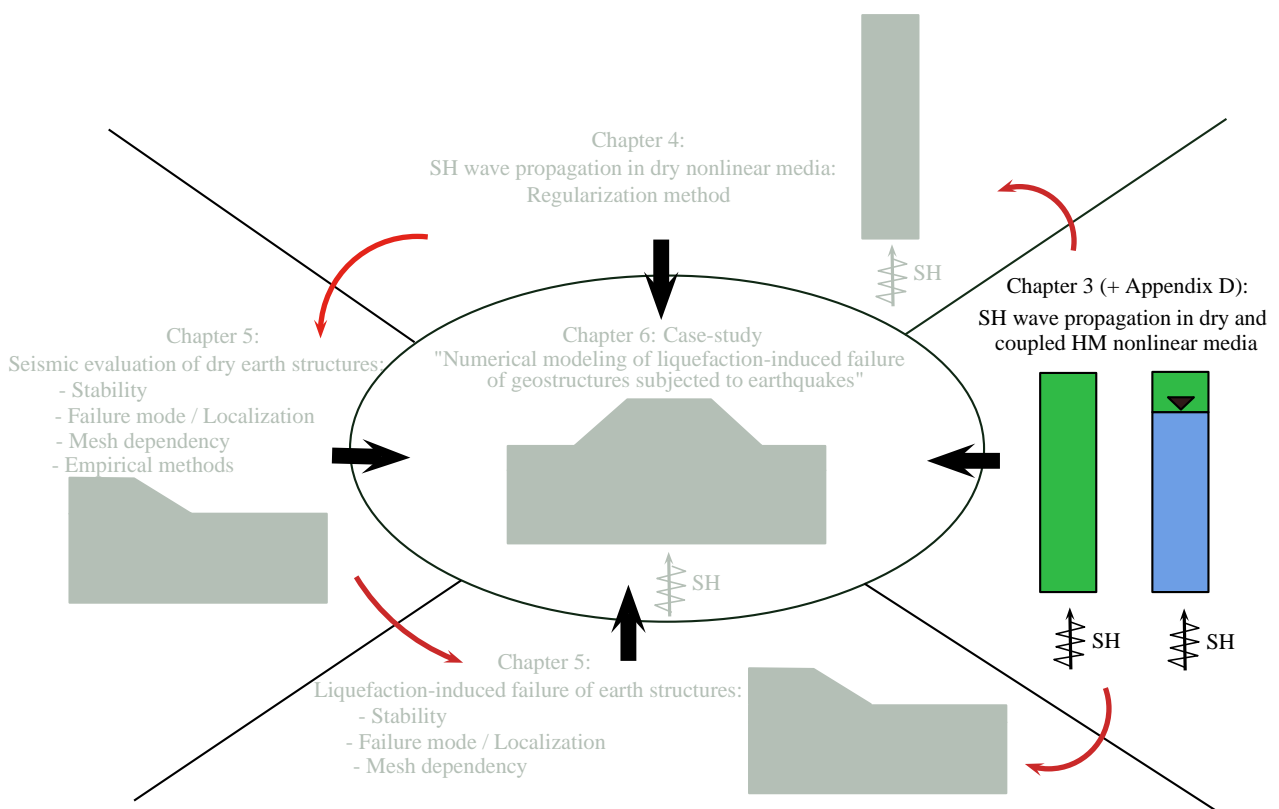 Chapter 4:
SH wave propagation in dry nonlinear media:
Regularization method
SH
Chapter 3 (+ Appendix D):
SH wave propagation in dry and
coupled HM nonlinear media
SH
SH
Chapter 5:
Seismic evaluation of dry earth structures:
- Stability
- Failure mode / Localization
- Mesh dependency
- Empirical methods
Chapter 6: Case-study
"Numerical modeling of liquefaction-induced failure
of geostructures subjected to earthquakes"
SH
Chapter 5:
Liquefaction-induced failure of earth structures:
- Stability
- Failure mode / Localization
- Mesh dependency